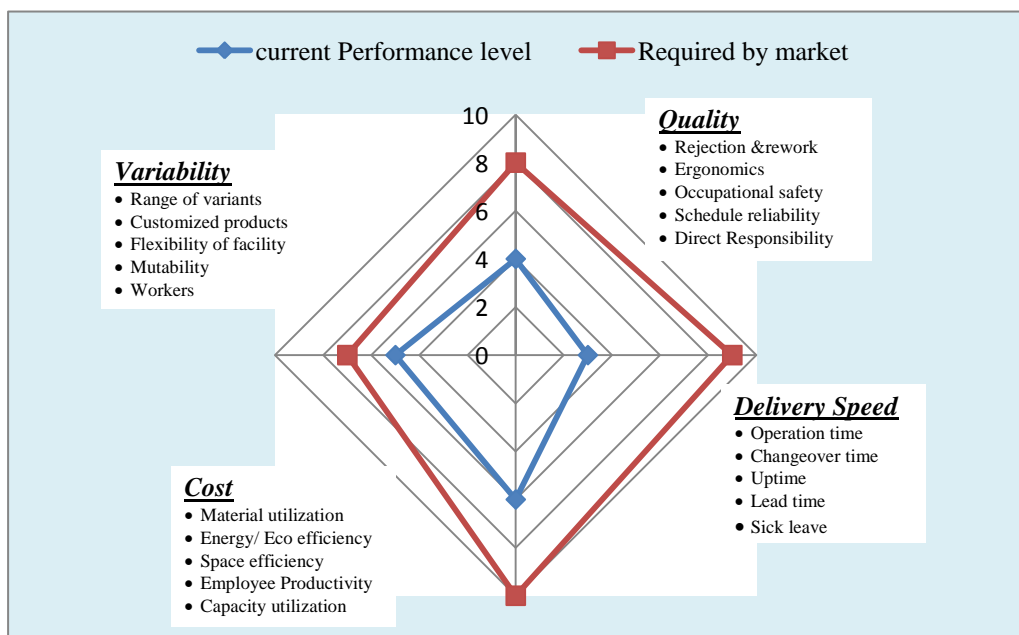 current Performance level
Required by market
10
8
6
4
2
0
Quality
• Rejection &rework
• Ergonomics
• Occupational safety
• Schedule reliability
• Direct Responsibility
Variability
• Range of variants
• Customized products
• Flexibility of facility
• Mutability
• Workers
Delivery Speed
• Operation time
• Changeover time
• Uptime
• Lead time
• Sick leave
Cost
• Material utilization
• Energy/ Eco efficiency
• Space efficiency
• Employee Productivity
• Capacity utilization